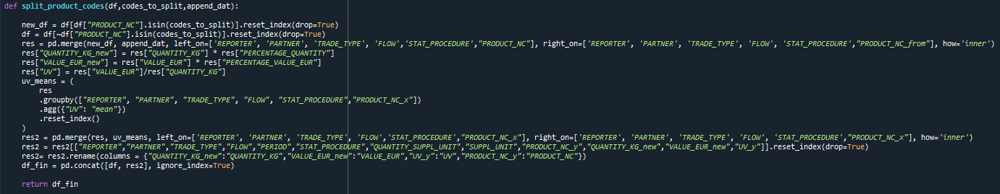 def split_product_codes(df,codes_to_split,append_dat):
new_df = df[df["PRODUCT_NC"].isin(codes_to_split)].reset_index(drop=True)
df = df[~df["PRODUCT_NC"].isin(codes_to_split)].reset_index(drop=True)
res = pd.merge(new_df, append_dat, left_on=['REPORTER', 'PARTNER', 'TRADE_TYPE', 'FLOW','STAT_PROCEDURE',"PRODUCT_NC"], right_on=['REPORTER', 'PARTNER', 'TRADE_TYPE', 'FLOW', 'STAT_PROCEDURE',"PRODUCT_NC_from"], how='inner')
res["QUANTITY_KG_new"] = res["QUANTITY_KG"] * res["PERCENTAGE_QUANTITY"]
res["VALUE_EUR_new"] = res["VALUE_EUR"] * res["PERCENTAGE_VALUE_EUR"]
res["UV"] = res["VALUE_EUR"]/res["QUANTITY_KG"]
uv_means = (
res
.groupby(["REPORTER", "PARTNER", "TRADE_TYPE", "FLOW", "STAT_PROCEDURE","PRODUCT_NC_x"])
.agg({"UV": "mean"})
.reset_index()
)
res2 = pd.merge(res, uv_means, left_on=['REPORTER', 'PARTNER', 'TRADE_TYPE', 'FLOW','STAT_PROCEDURE',"PRODUCT_NC_x"], right_on=['REPORTER', 'PARTNER', 'TRADE_TYPE', 'FLOW', 'STAT_PROCEDURE',"PRODUCT_NC_x"], how='inner')
res2 = res2[["REPORTER","PARTNER","TRADE_TYPE","FLOW","PERIOD","STAT_PROCEDURE","QUANTITY_SUPPL_UNIT","SUPPL_UNIT","PRODUCT_NC_y","QUANTITY_KG_new","VALUE_EUR_new","UV_y"]].reset_index(drop=True)
res2= res2.rename(columns = {"QUANTITY_KG_new":"QUANTITY_KG","VALUE_EUR_new":"VALUE_EUR","UV_y":"UV","PRODUCT_NC_y":"PRODUCT_NC"})
df_fin = pd.concat([df, res2], ignore_index=True)
return df_fin